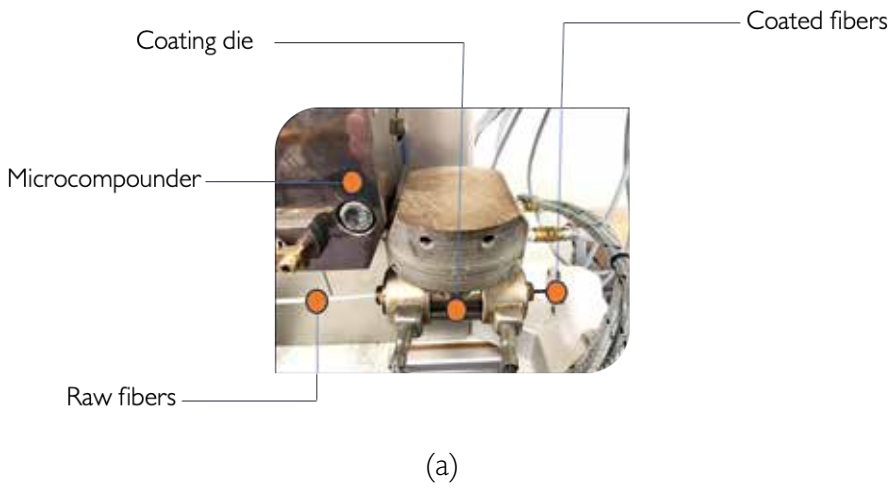 Coated fibers
Coating die
Microcompounder
Raw fibers
(a)